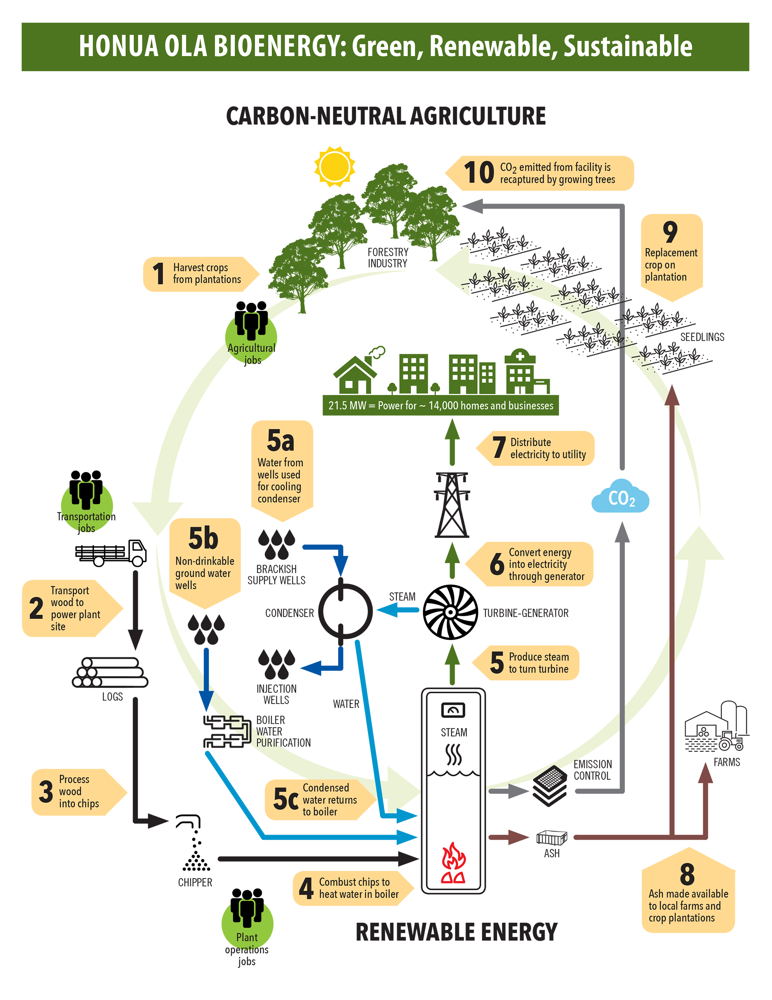 HONUA OLA BIOENERGY: Green, Renewable, Sustainable
CARBON-NEUTRAL AGRICULTURE
10
CO₂ emitted from facility is
recaptured by growing trees
9
Replacement
crop on
plantation
FORESTRY
INDUSTRY
1
Harvest crops
from plantations
SEEDLINGS
Agricultural
jobs
21.5 MW = Power for ~ 14,000 homes and businesses
5a
Water from
wells used
for cooling
condenser
7
Distribute
electricity to utility
CO₂
Transportation
jobs
5b
Non-drinkable
ground water
wells
BRACKISH
SUPPLY WELLS
6
Convert energy
into electricity
through generator
2
Transport
wood to
power plant
site
STEAM
CONDENSER
TURBINE-GENERATOR
5
Produce steam
to turn turbine
LOGS
INJECTION
WELLS
WATER
BOILER
WATER
PURIFICATION
STEAM
FARMS
EMISSION
CONTROL
3
Process
wood
into chips
5c
Condensed
water returns
to boiler
ASH
CHIPPER
4
Combust chips to
heat water in boiler
8
Ash made available
to local farms and
crop plantations
RENEWABLE ENERGY
Plant
operations
jobs